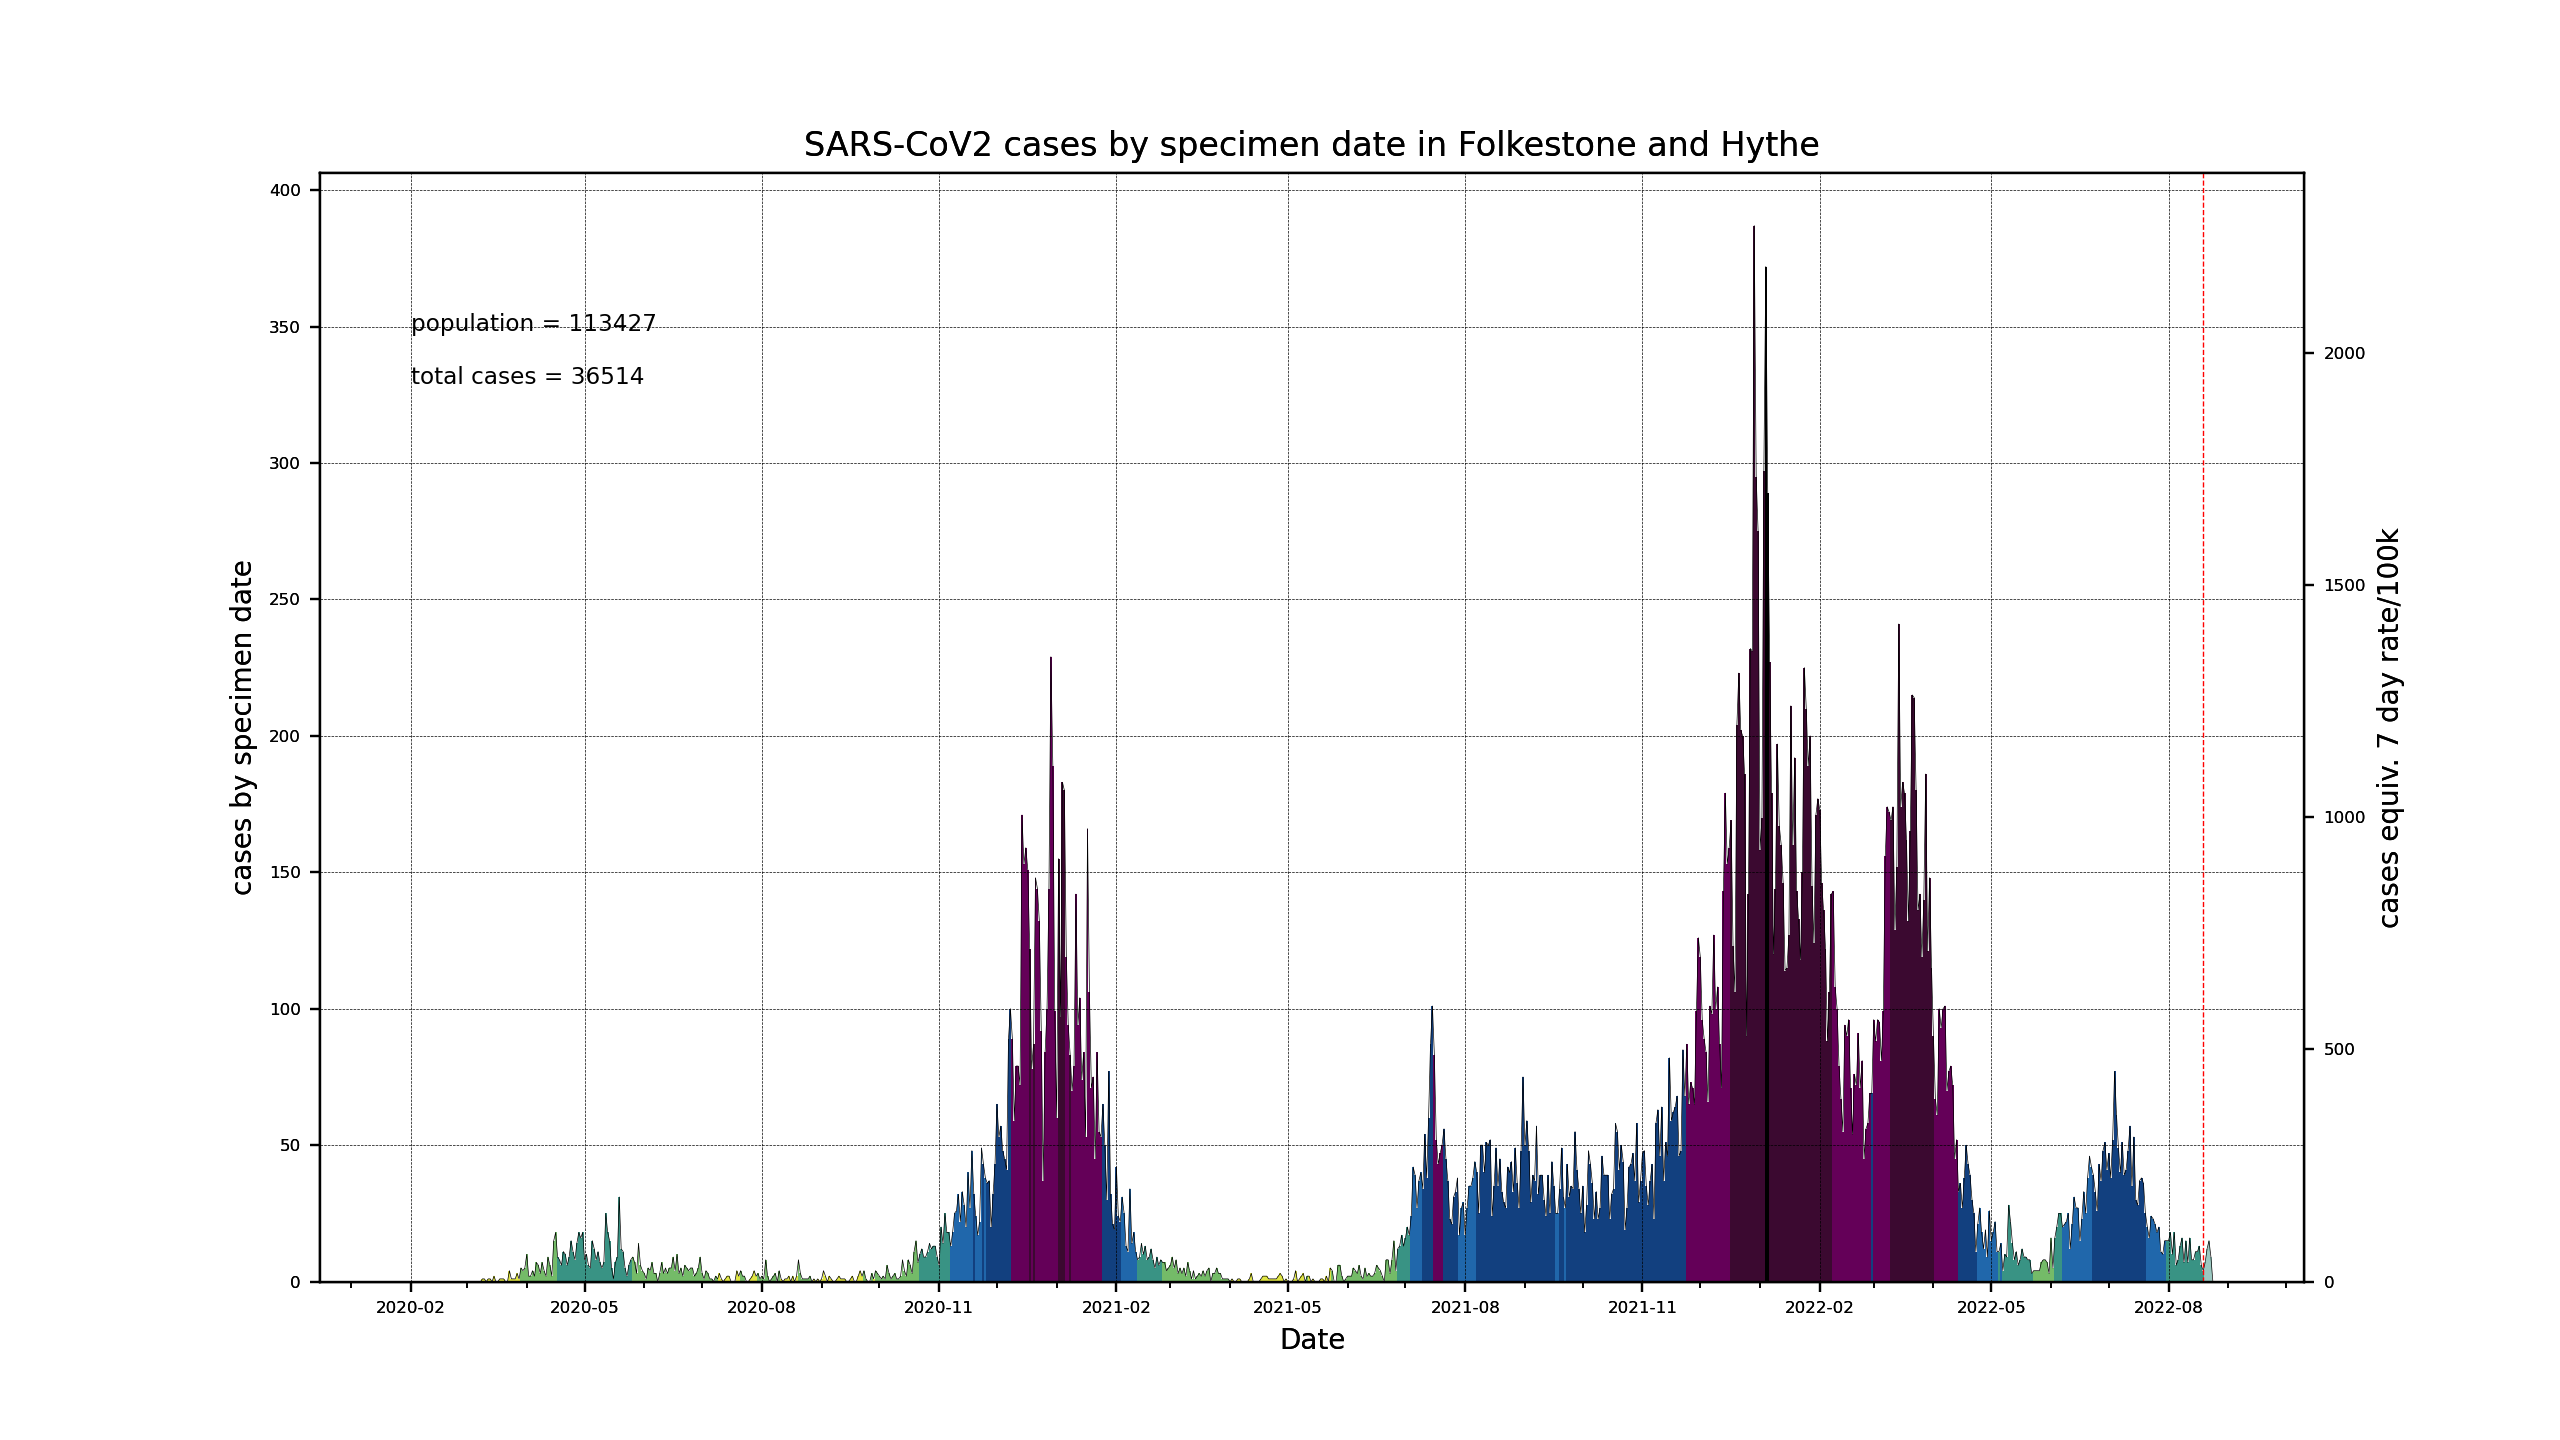 SARS-CoV2 cases by specimen date in Folkestone and Hythe
population = 113427
total cases = 36514
cases by specimen date
400
350
300
250
200
150
100
50
0
cases equiv. 7 day rate/100k
2000
1500
1000
500
0
2020-02 2020-05 2020-08 2020-11 2021-02 2021-05 2021-08 2021-11 2022-02 2022-05 2022-08
Date